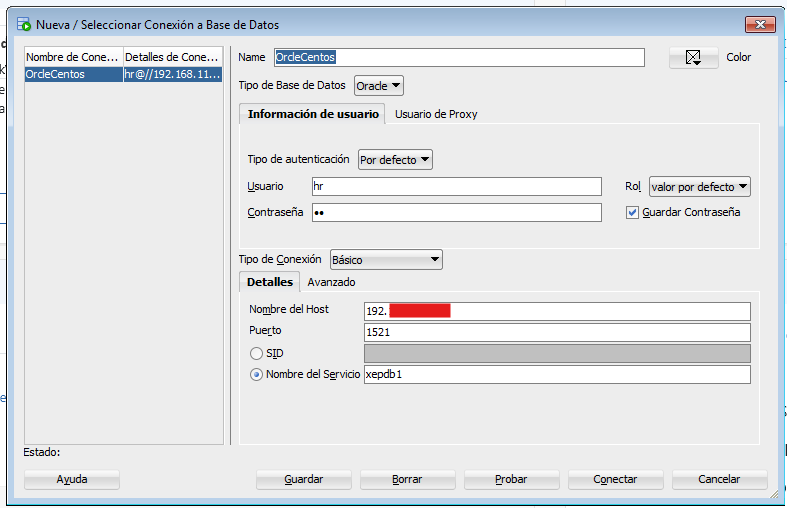 Nueva / Seleccionar Conexión a Base de Datos
Nombre de Cone... Detalles de Cone...
OrdeCentos hr@//192.168.11...
Name OrdeCentos Color
Tipo de Base de Datos Oracle
Información de usuario Usuario de Proxy
Tipo de autenticación Por defecto
Usuario hr Rol valor por defecto
Contraseña •• Guardar Contraseña
Tipo de Conexión Básico
Detalles Avanzado
Nombre del Host 192.
Puerto 1521
SID
Nombre del Servicio xepdb1
Estado:
Ayuda Guardar Borrar Probar Conectar Cancelar